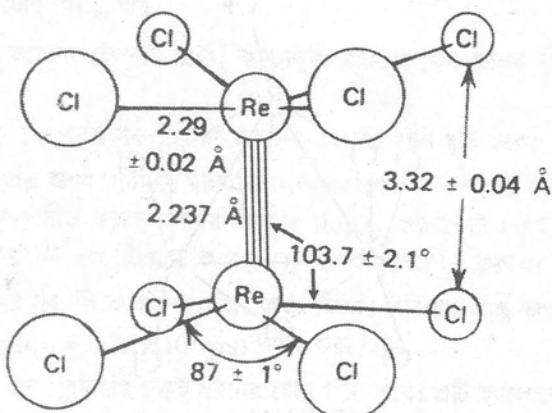 Cl Cl
Cl Re Cl
2.29
± 0.02 Å
3.32 ± 0.04 Å
2.237 Å
103.7 ± 2.1°
Re
Cl Cl
Cl Cl
87 ± 1°